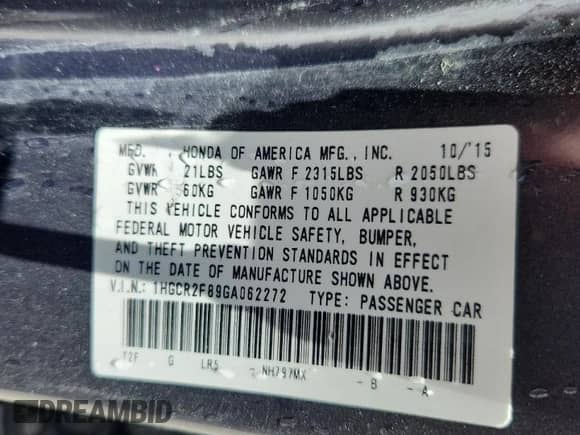 MFD. HONDA OF AMERICA MFG., INC. 10/15
GVWR 21LBS GAWR F 2315LBS R 2050LBS
GVWR 60KG GAWR F 1050KG R 930KG
THIS VEHICLE CONFORMS TO ALL APPLICABLE
FEDERAL MOTOR VEHICLE SAFETY, BUMPER,
AND THEFT PREVENTION STANDARDS IN EFFECT
ON THE DATE OF MANUFACTURE SHOWN ABOVE.
V.I.N.: 1HGCR2F89GA062272 TYPE: PASSENGER CAR
T2F G LR5 - NH797MX - B - A
DREAMBID